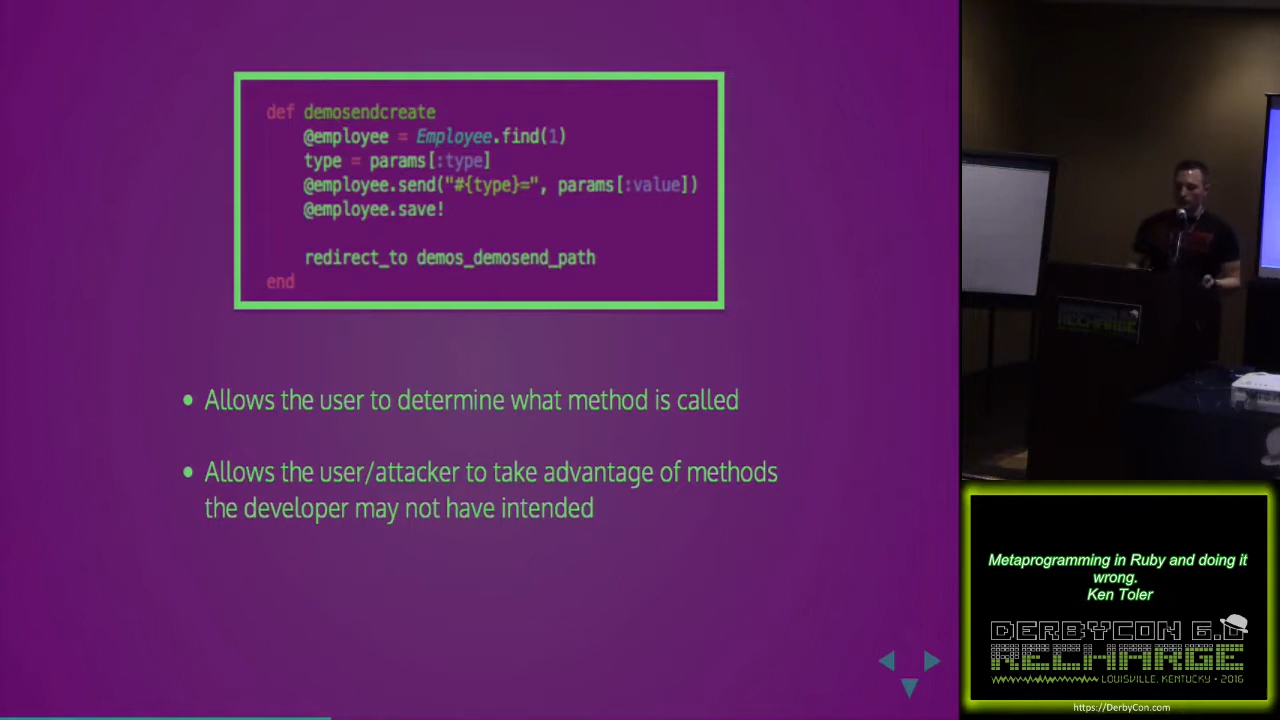 def demosendcreate
@employee = Employee.find(1)
type = params[:type]
@employee.send("#{type}=", params[:value])
@employee.save!
redirect_to demos_demosend_path
end
• Allows the user to determine what method is called
• Allows the user/attacker to take advantage of methods
the developer may not have intended
RECHARGE
Metaprogramming in Ruby and doing it
wrong.
Ken Toler
DERBYCON 6.0
RECHARGE
LOUISVILLE, KENTUCKY • 2016
https://DerbyCon.com